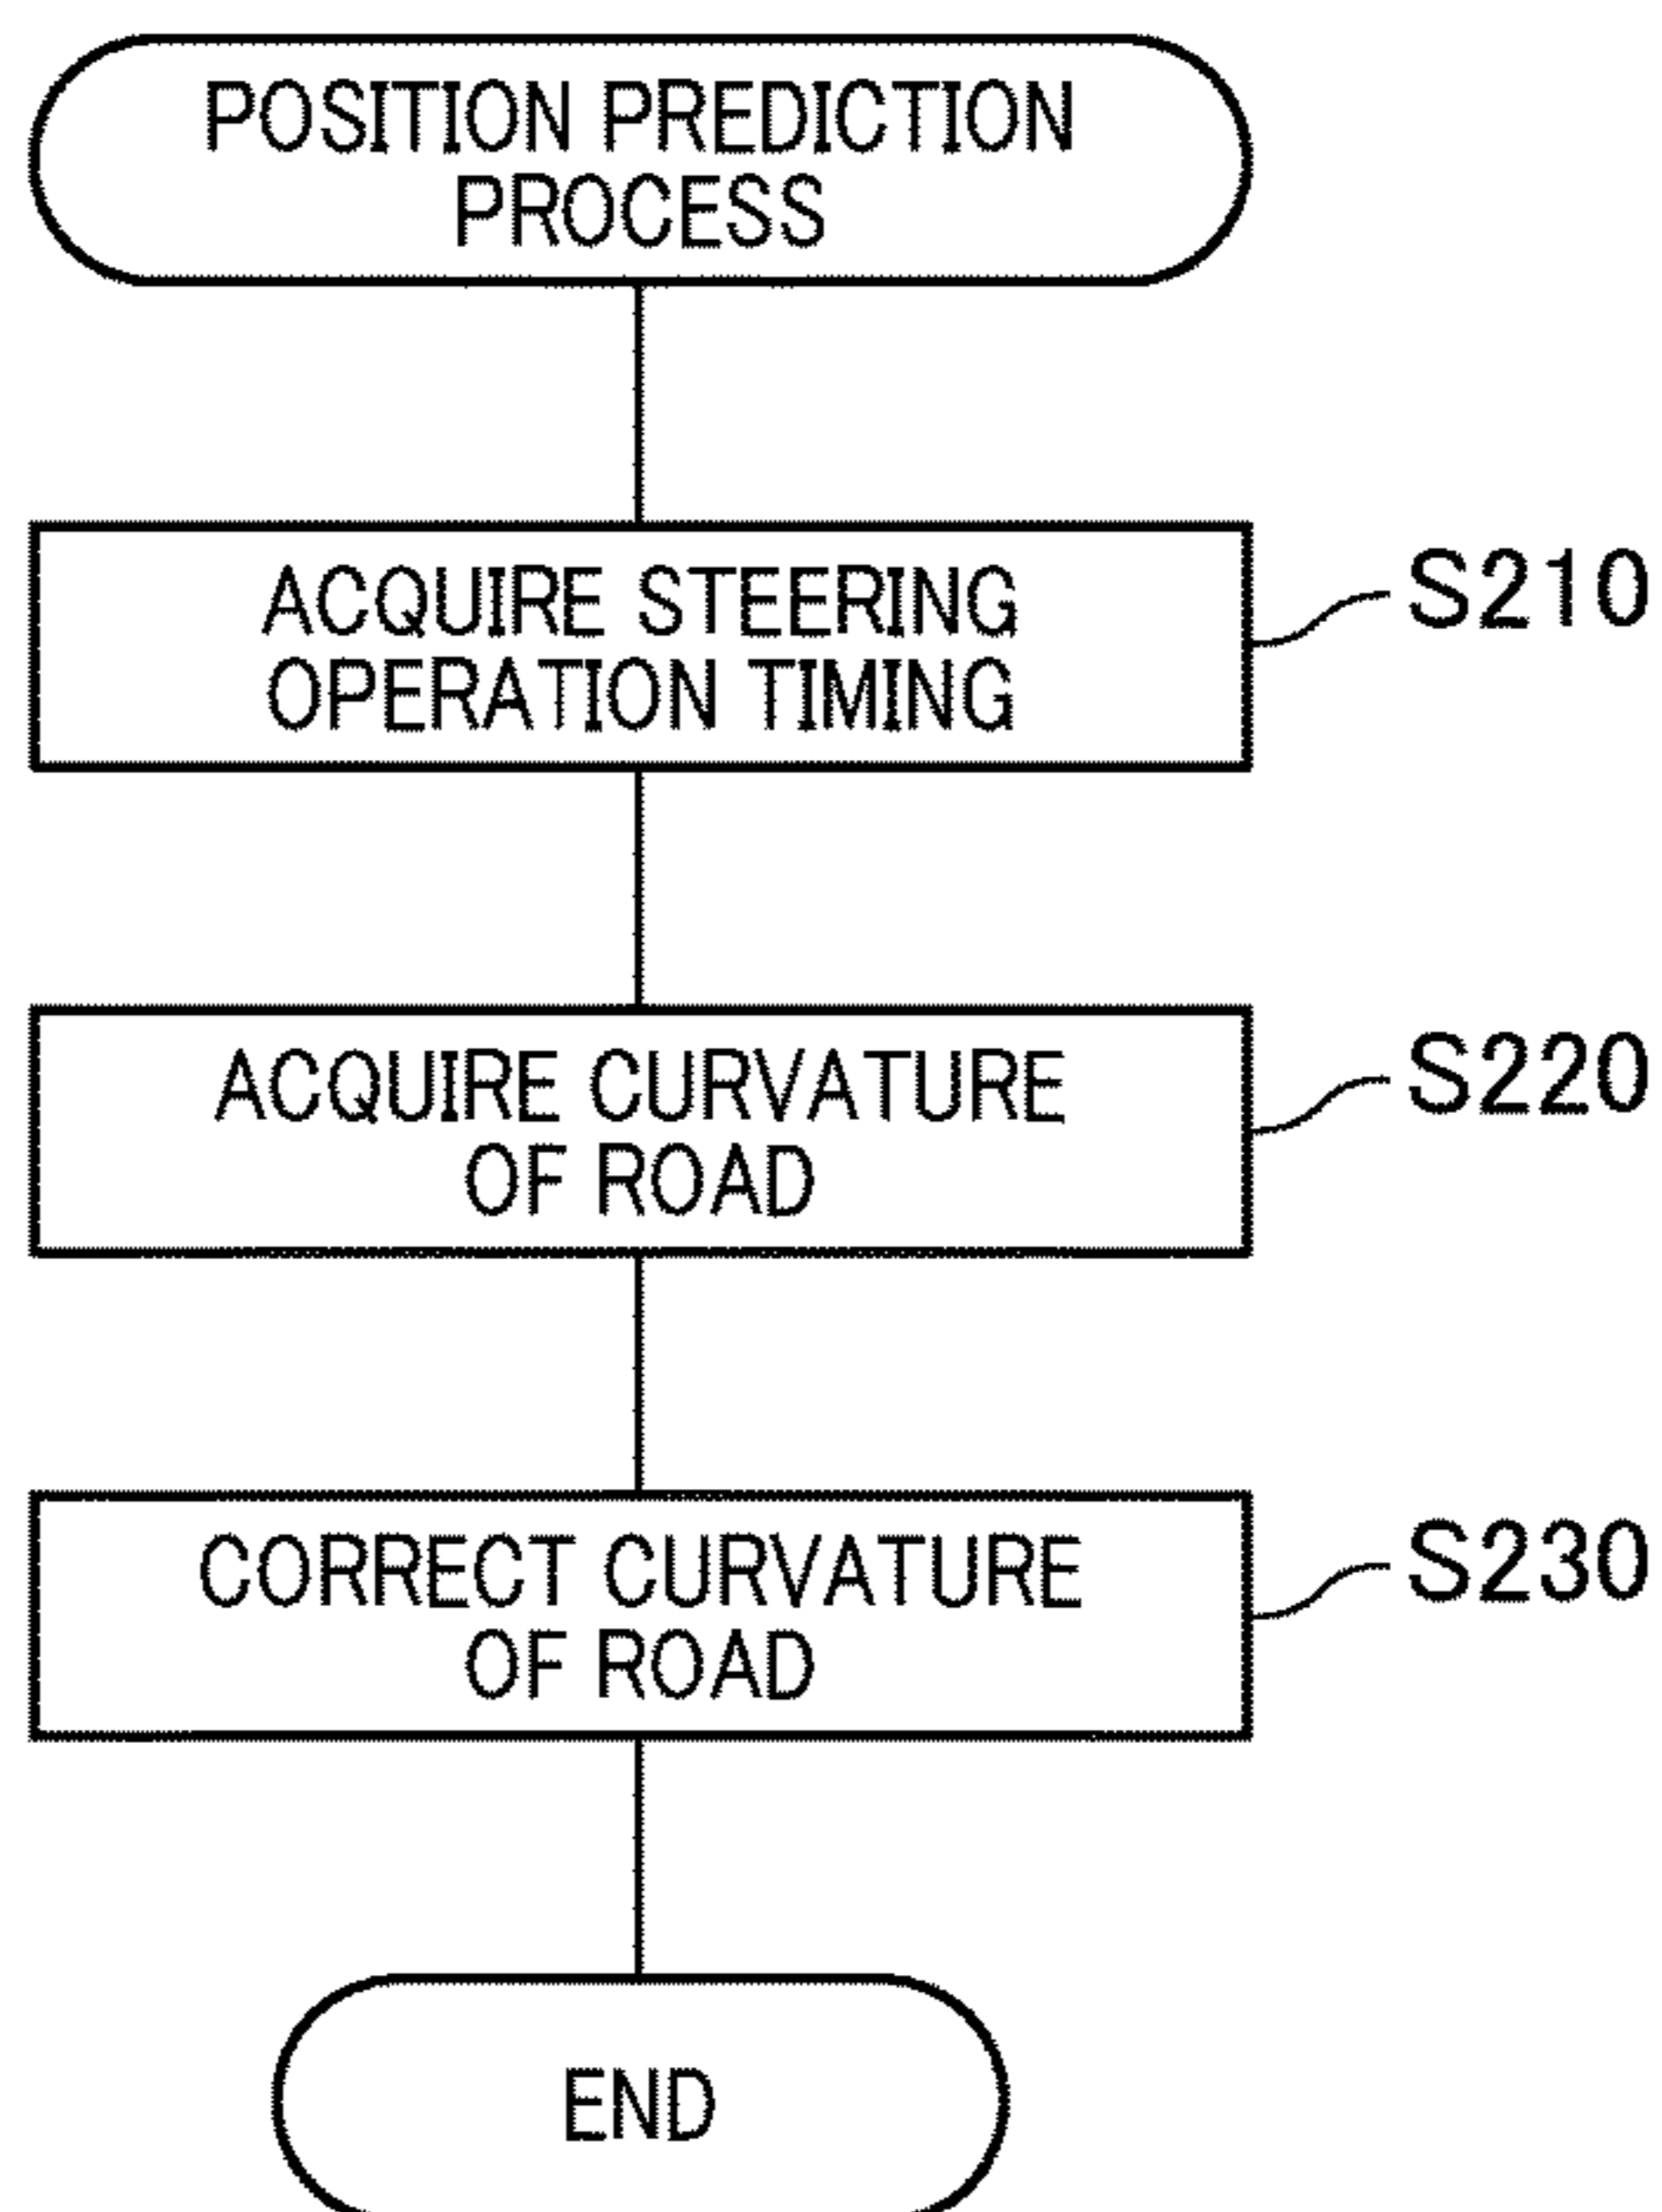 POSITION PREDICTION
PROCESS
ACQUIRE STEERING
OPERATION TIMING
S210
ACQUIRE CURVATURE
OF ROAD
S220
CORRECT CURVATURE
OF ROAD
S230
END